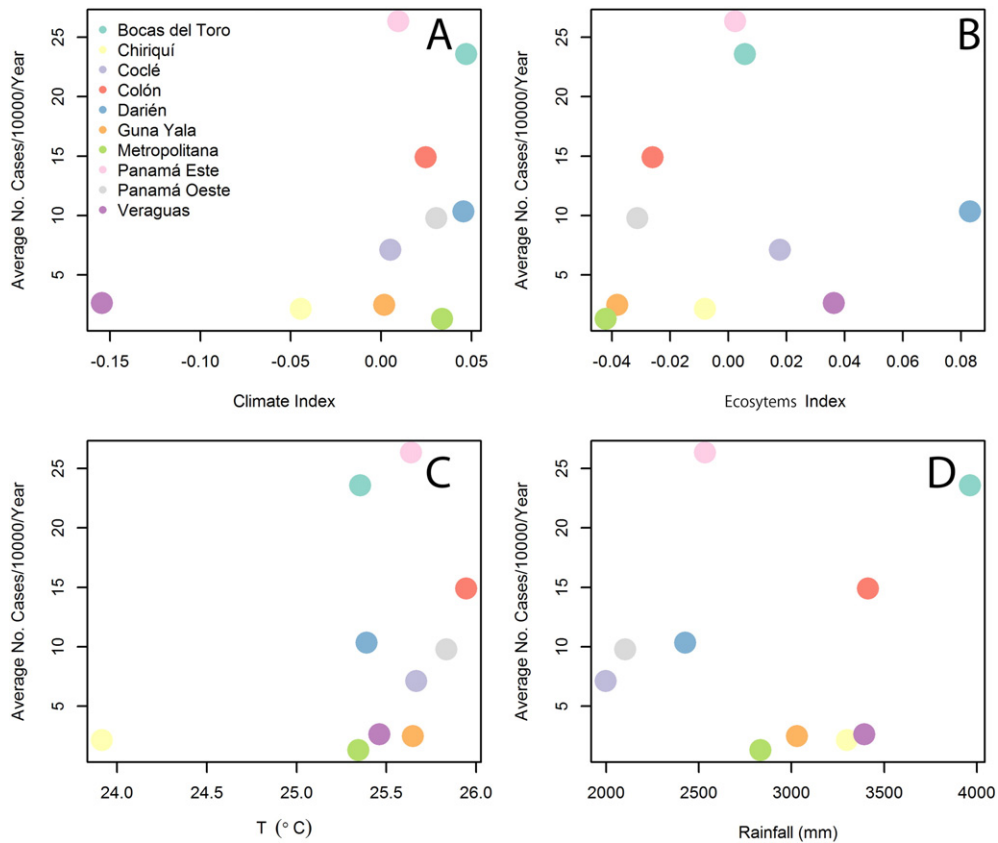 A
Bocas del Toro
Chiriquí
Coclé
Colón
Darién
Guna Yala
Metropolitana
Panamá Este
Panamá Oeste
Veraguas
Average No. Cases/10000/Year
25
20
15
10
5
-0.15 -0.10 -0.05 0.00 0.05
Climate Index
B
Average No. Cases/10000/Year
25
20
15
10
5
-0.04 -0.02 0.00 0.02 0.04 0.06 0.08
Ecosytems Index
C
Average No. Cases/10000/Year
25
20
15
10
5
24.0 24.5 25.0 25.5 26.0
T (° C)
D
Average No. Cases/10000/Year
25
20
15
10
5
2000 2500 3000 3500 4000
Rainfall (mm)